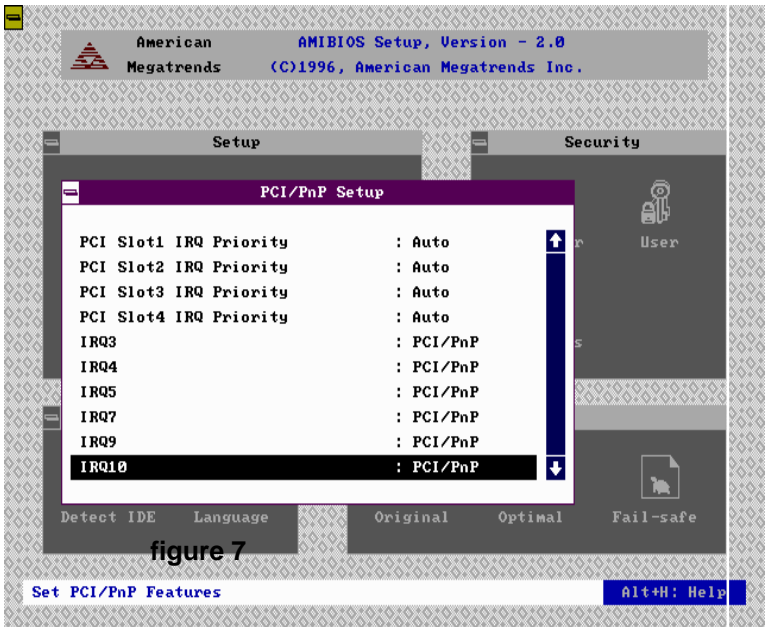 American AMIBIOS Setup, Version - 2.0
Megatrends (C)1996, American Megatrends Inc.
Setup Security
PCI/PnP Setup
PCI Slot1 IRQ Priority : Auto
PCI Slot2 IRQ Priority : Auto
PCI Slot3 IRQ Priority : Auto
PCI Slot4 IRQ Priority : Auto
IRQ3 : PCI/PnP
IRQ4 : PCI/PnP
IRQ5 : PCI/PnP
IRQ7 : PCI/PnP
IRQ9 : PCI/PnP
IRQ10 : PCI/PnP
User
Detect IDE Language Original Optimal Fail-safe
figure 7
Set PCI/PnP Features Alt+H: Help